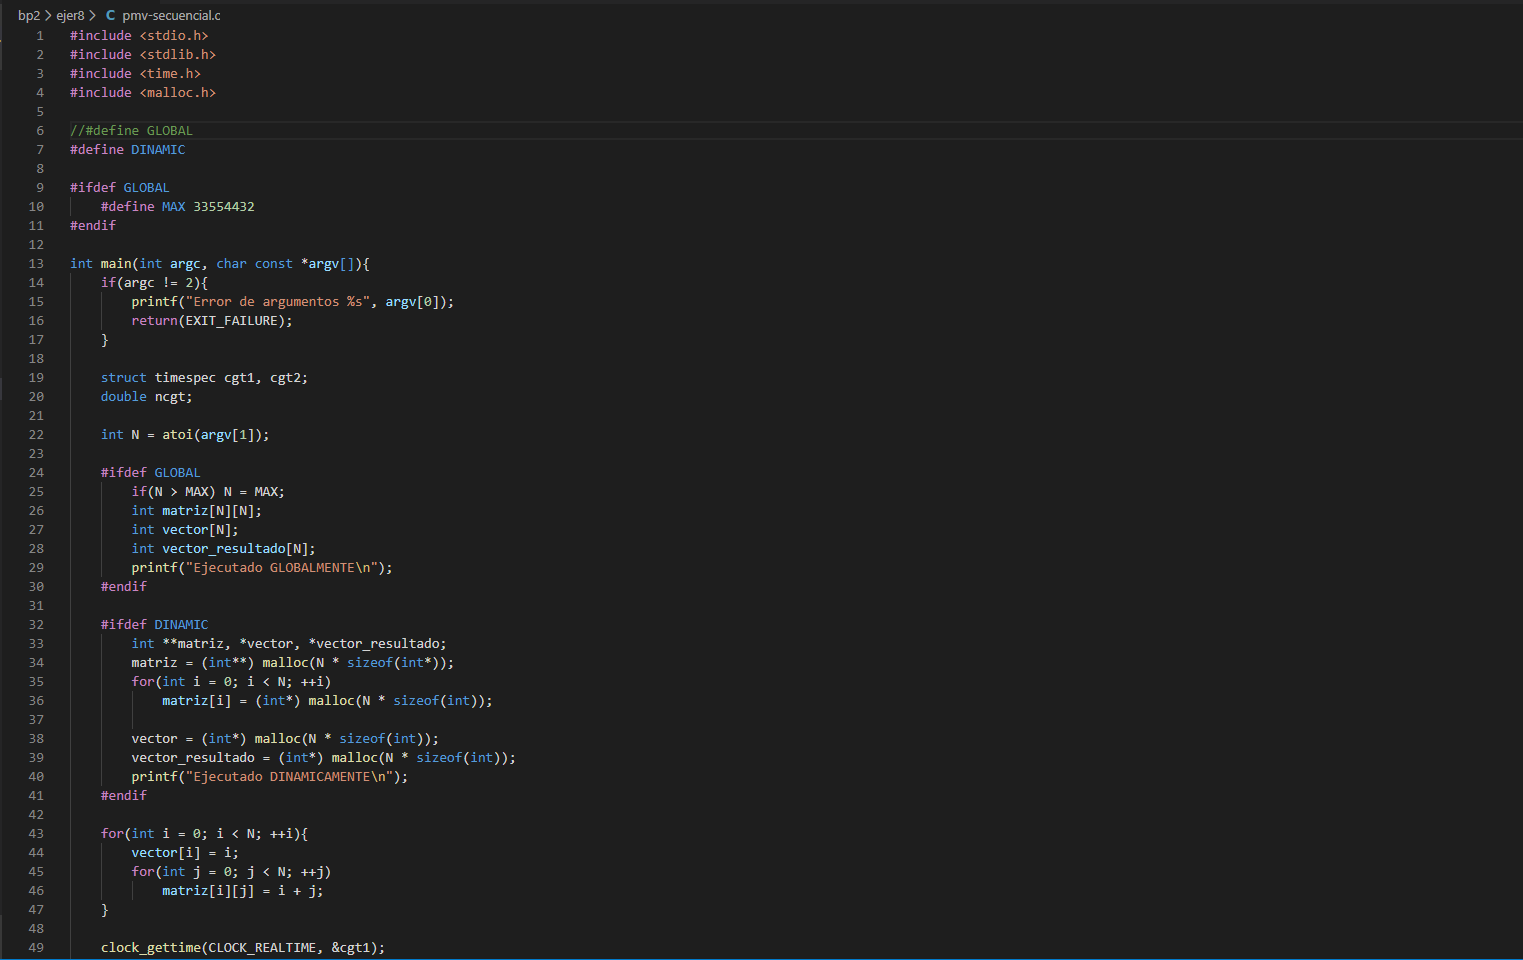 bp2 > ejer8 > C pmv-secuencial.c
1 #include <stdio.h>
2 #include <stdlib.h>
3 #include <time.h>
4 #include <malloc.h>
5
6 //#define GLOBAL
7 #define DINAMIC
8
9 #ifdef GLOBAL
10     #define MAX 33554432
11 #endif
12
13 int main(int argc, char const *argv[]){
14     if(argc != 2){
15         printf("Error de argumentos %s", argv[0]);
16         return(EXIT_FAILURE);
17     }
18
19     struct timespec cgt1, cgt2;
20     double ncgt;
21
22     int N = atoi(argv[1]);
23
24     #ifdef GLOBAL
25         if(N > MAX) N = MAX;
26         int matriz[N][N];
27         int vector[N];
28         int vector_resultado[N];
29         printf("Ejecutado GLOBALMENTE\n");
30     #endif
31
32     #ifdef DINAMIC
33         int **matriz, *vector, *vector_resultado;
34         matriz = (int**) malloc(N * sizeof(int*));
35         for(int i = 0; i < N; ++i)
36             matriz[i] = (int*) malloc(N * sizeof(int));
37
38         vector = (int*) malloc(N * sizeof(int));
39         vector_resultado = (int*) malloc(N * sizeof(int));
40         printf("Ejecutado DINAMICAMENTE\n");
41     #endif
42
43     for(int i = 0; i < N; ++i){
44         vector[i] = i;
45         for(int j = 0; j < N; ++j)
46             matriz[i][j] = i + j;
47     }
48
49     clock_gettime(CLOCK_REALTIME, &cgt1);